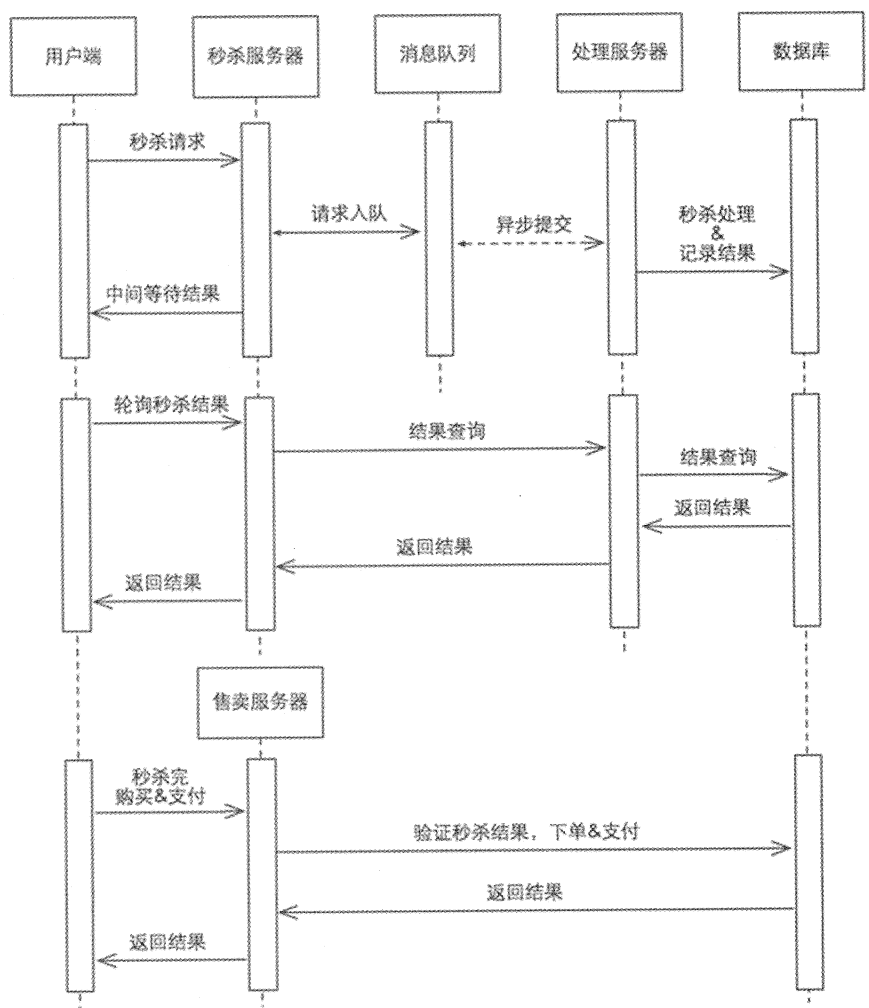 用户端
秒杀服务器
消息队列
处理服务器
数据库
秒杀请求
请求入队
异步提交
秒杀处理
&
记录结果
中间等待结果
轮询秒杀结果
结果查询
结果查询
返回结果
返回结果
返回结果
售卖服务器
秒杀完
购买&支付
验证秒杀结果，下单&支付
返回结果
返回结果